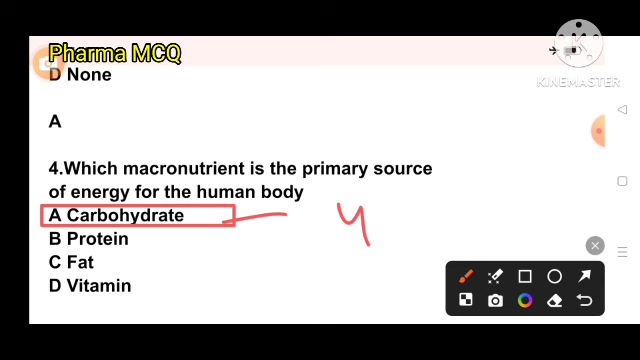 Pharma MCQ
KINEMASTER
D None
A
4.Which macronutrient is the primary source
of energy for the human body
A Carbohydrate
4
B Protein
C Fat
D Vitamin